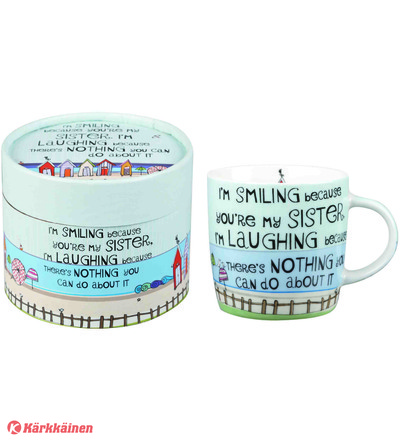 I'm SMILING
because you're my
SISTER. I'm
LAUGHING because
there's NOTHING you can
do about it
I'm SMILING because
you're my SISTER,
I'm LAUGHING because
there's NOTHING you
can do about it
I'm SMILING because
you're my SISTER,
I'm LAUGHING because
there's NOTHING you
can do about it
Kärkkäinen